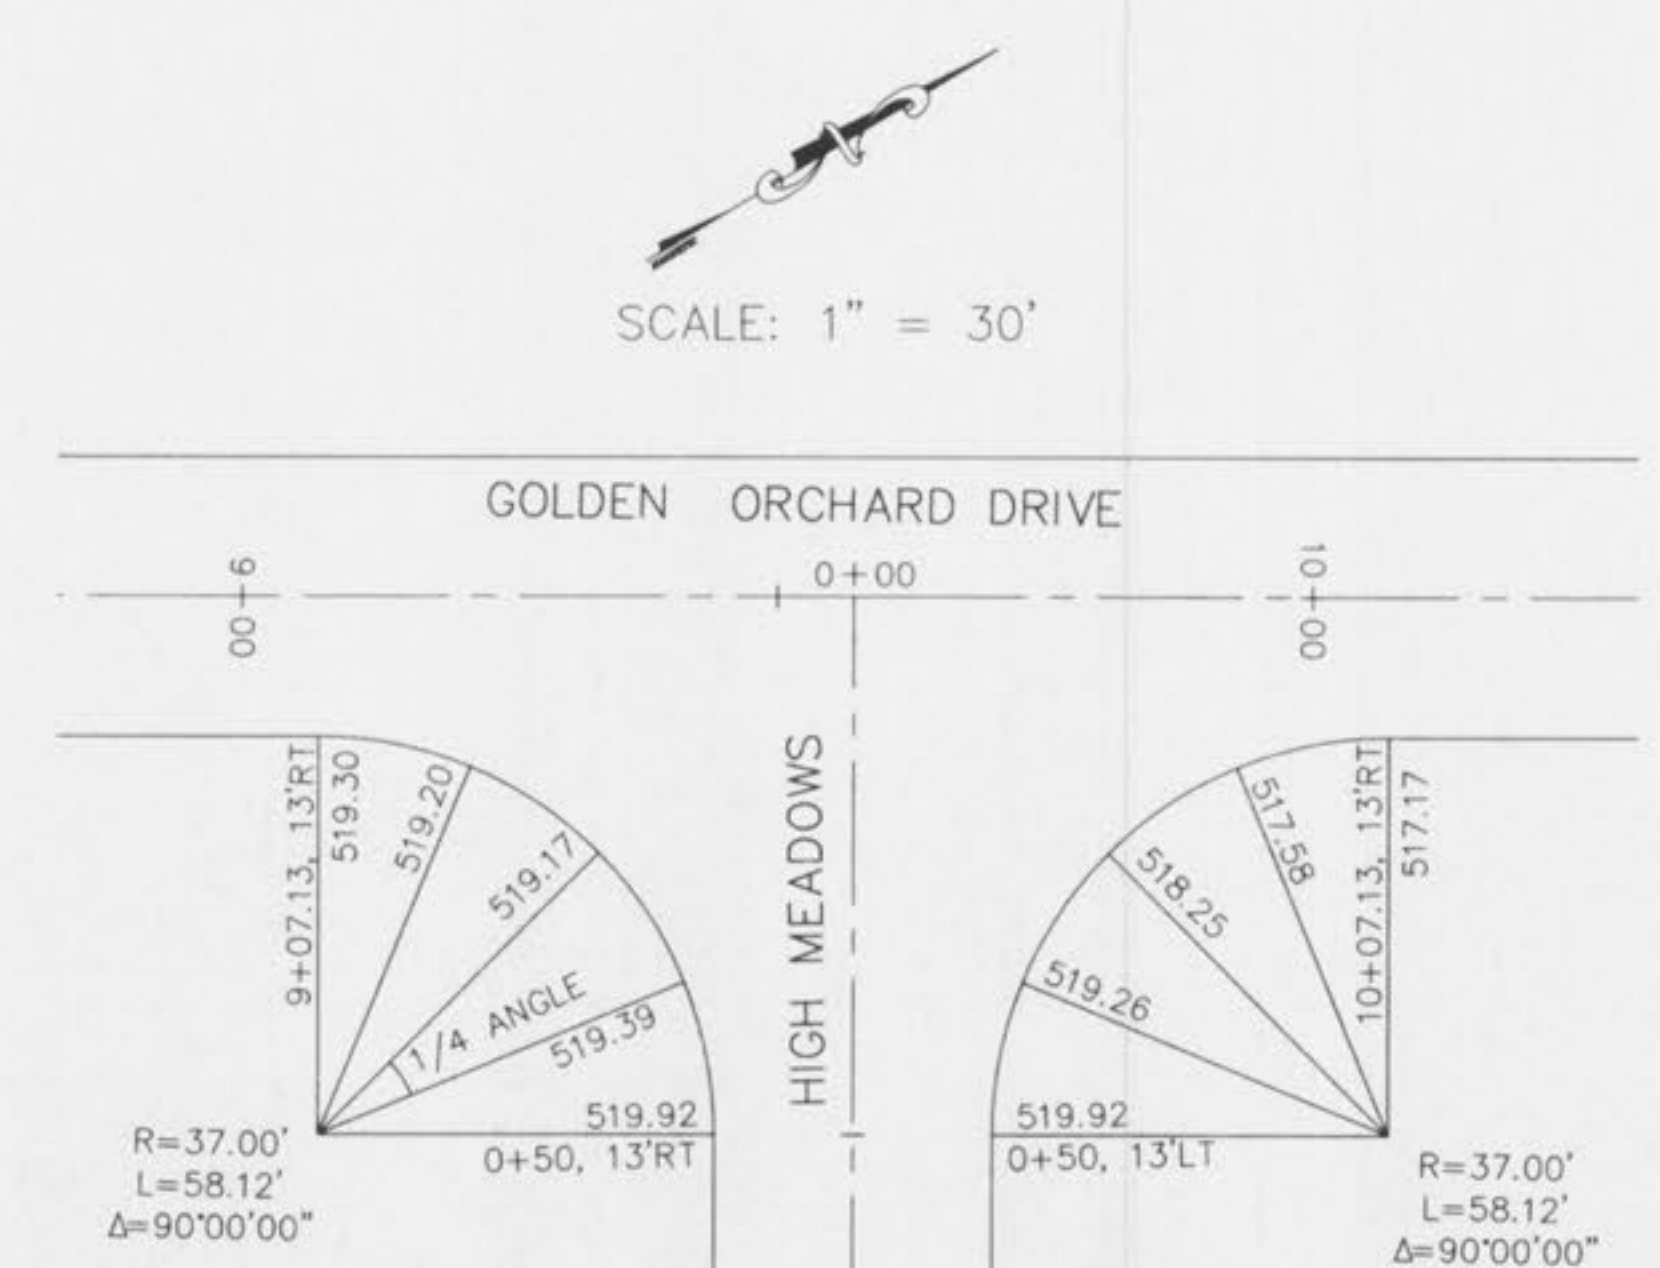 SCALE: 1" = 30'
GOLDEN ORCHARD DRIVE
9+00
0+00
10+00
9+07.13, 13'RT
519.30
519.20
519.17
1/4 ANGLE
519.39
519.92
0+50, 13'RT
R=37.00'
L=58.12'
Δ=90°00'00"
HIGH MEADOWS
10+07.13, 13'RT
517.17
517.58
518.25
519.26
519.92
0+50, 13'LT
R=37.00'
L=58.12'
Δ=90°00'00"